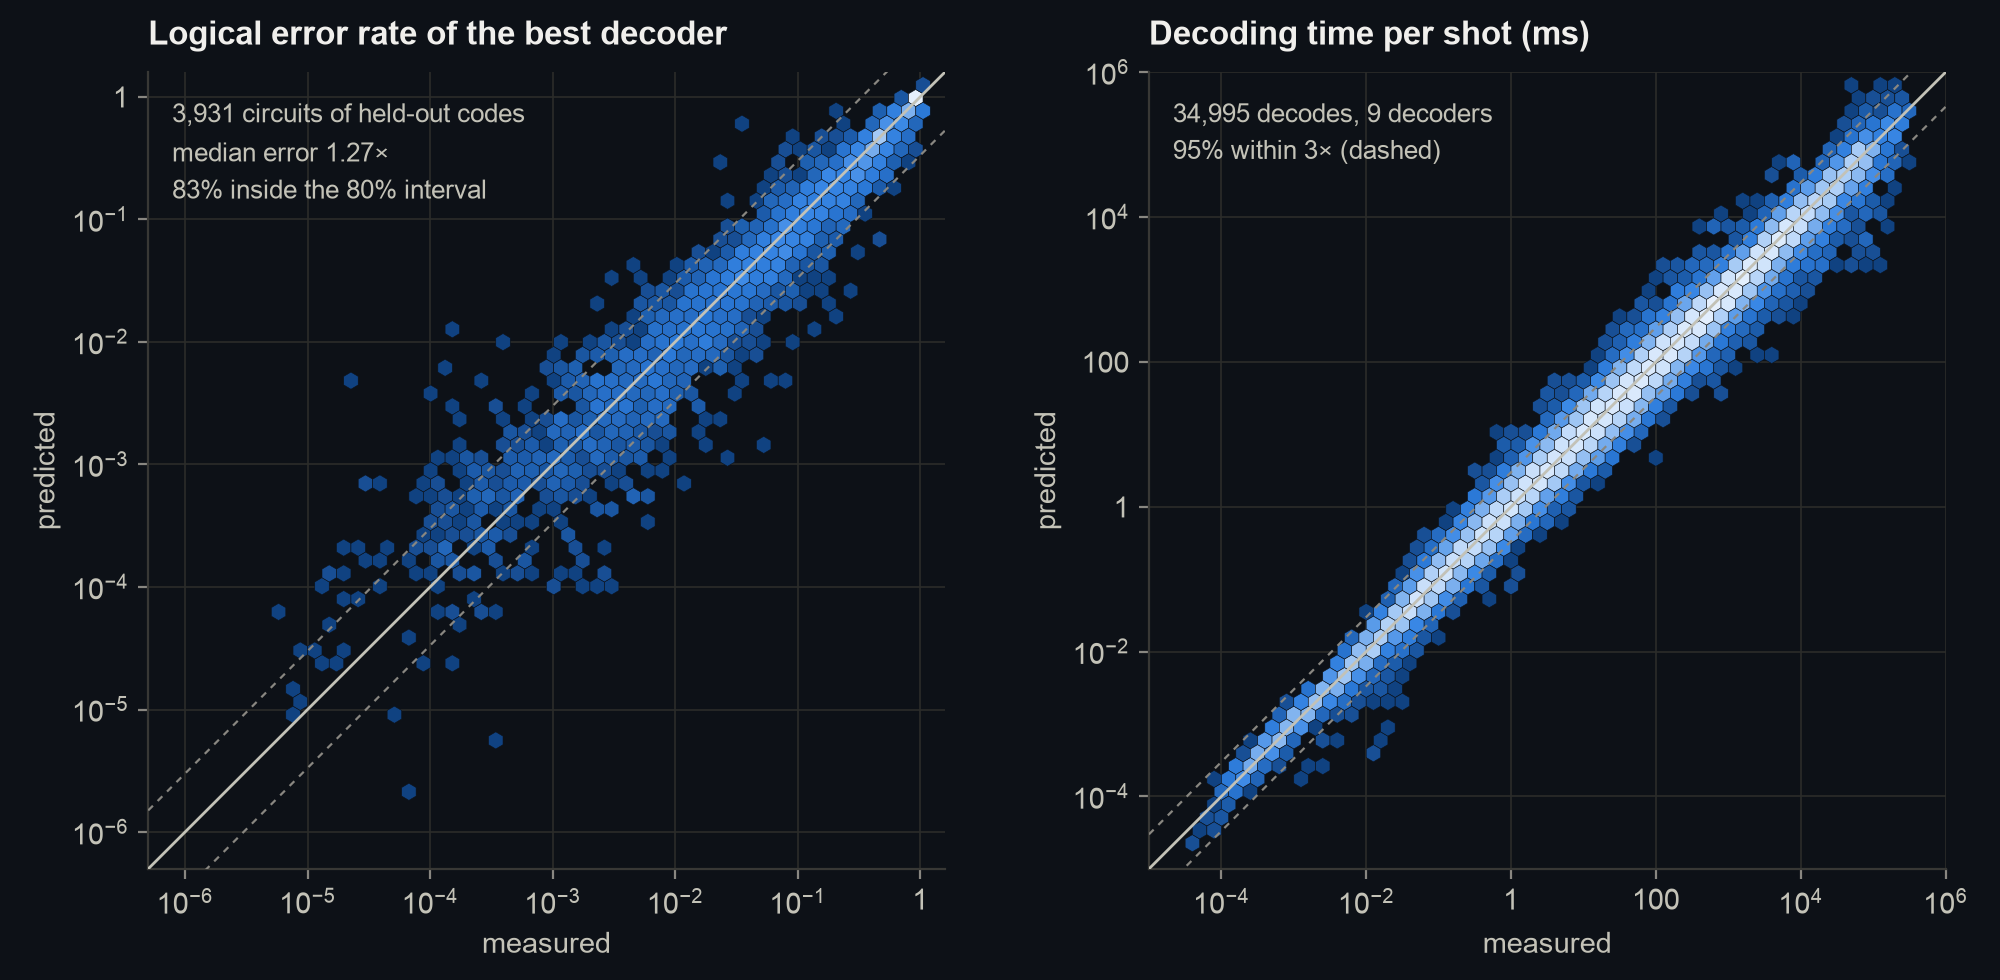 Logical error rate of the best decoder
3,931 circuits of held-out codes
median error 1.27×
83% inside the 80% interval
predicted
1
10⁻¹
10⁻²
10⁻³
10⁻⁴
10⁻⁵
10⁻⁶
10⁻⁶ 10⁻⁵ 10⁻⁴ 10⁻³ 10⁻² 10⁻¹ 1
measured
Decoding time per shot (ms)
34,995 decodes, 9 decoders
95% within 3× (dashed)
predicted
10⁶
10⁴
100
1
10⁻²
10⁻⁴
10⁻⁴ 10⁻² 1 100 10⁴ 10⁶
measured